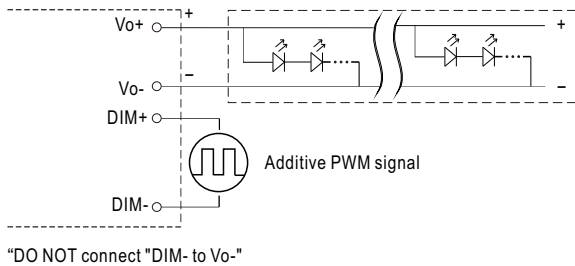 Vo+
+
+
Vo-
−
−
DIM+
Additive PWM signal
DIM-
“DO NOT connect "DIM- to Vo-"